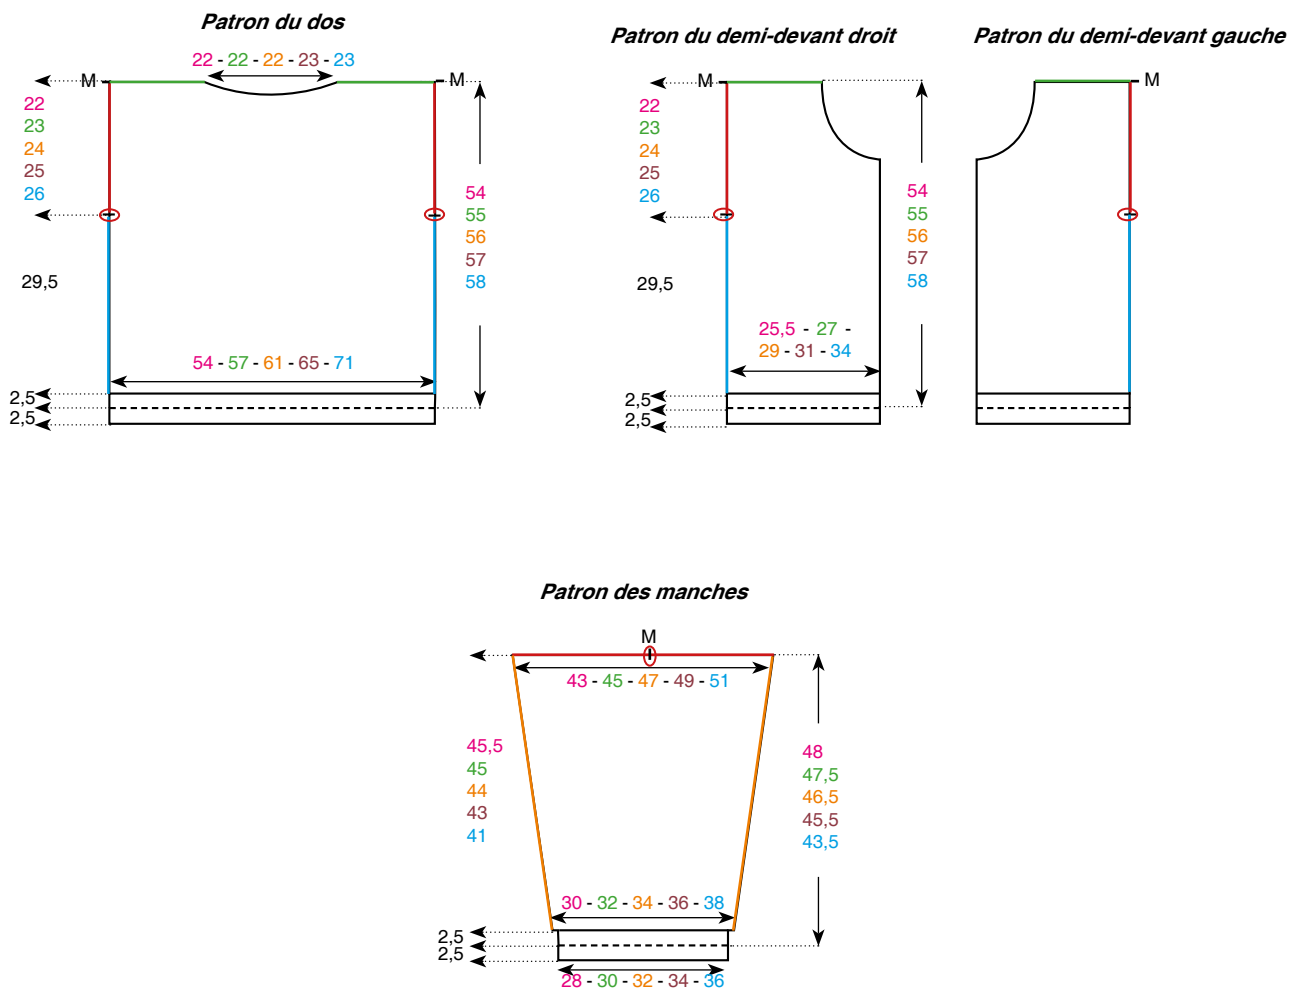 Patron du dos
22 - 22 - 22 - 23 - 23
M
M
22
23
24
25
26
29,5
54
55
56
57
58
54 - 57 - 61 - 65 - 71
2,5
2,5
Patron du demi-devant droit
M
22
23
24
25
26
29,5
54
55
56
57
58
25,5 - 27 -
29 - 31 - 34
2,5
2,5
Patron du demi-devant gauche
M
Patron des manches
M
43 - 45 - 47 - 49 - 51
45,5
45
44
43
41
48
47,5
46,5
45,5
43,5
30 - 32 - 34 - 36 - 38
2,5
2,5
28 - 30 - 32 - 34 - 36